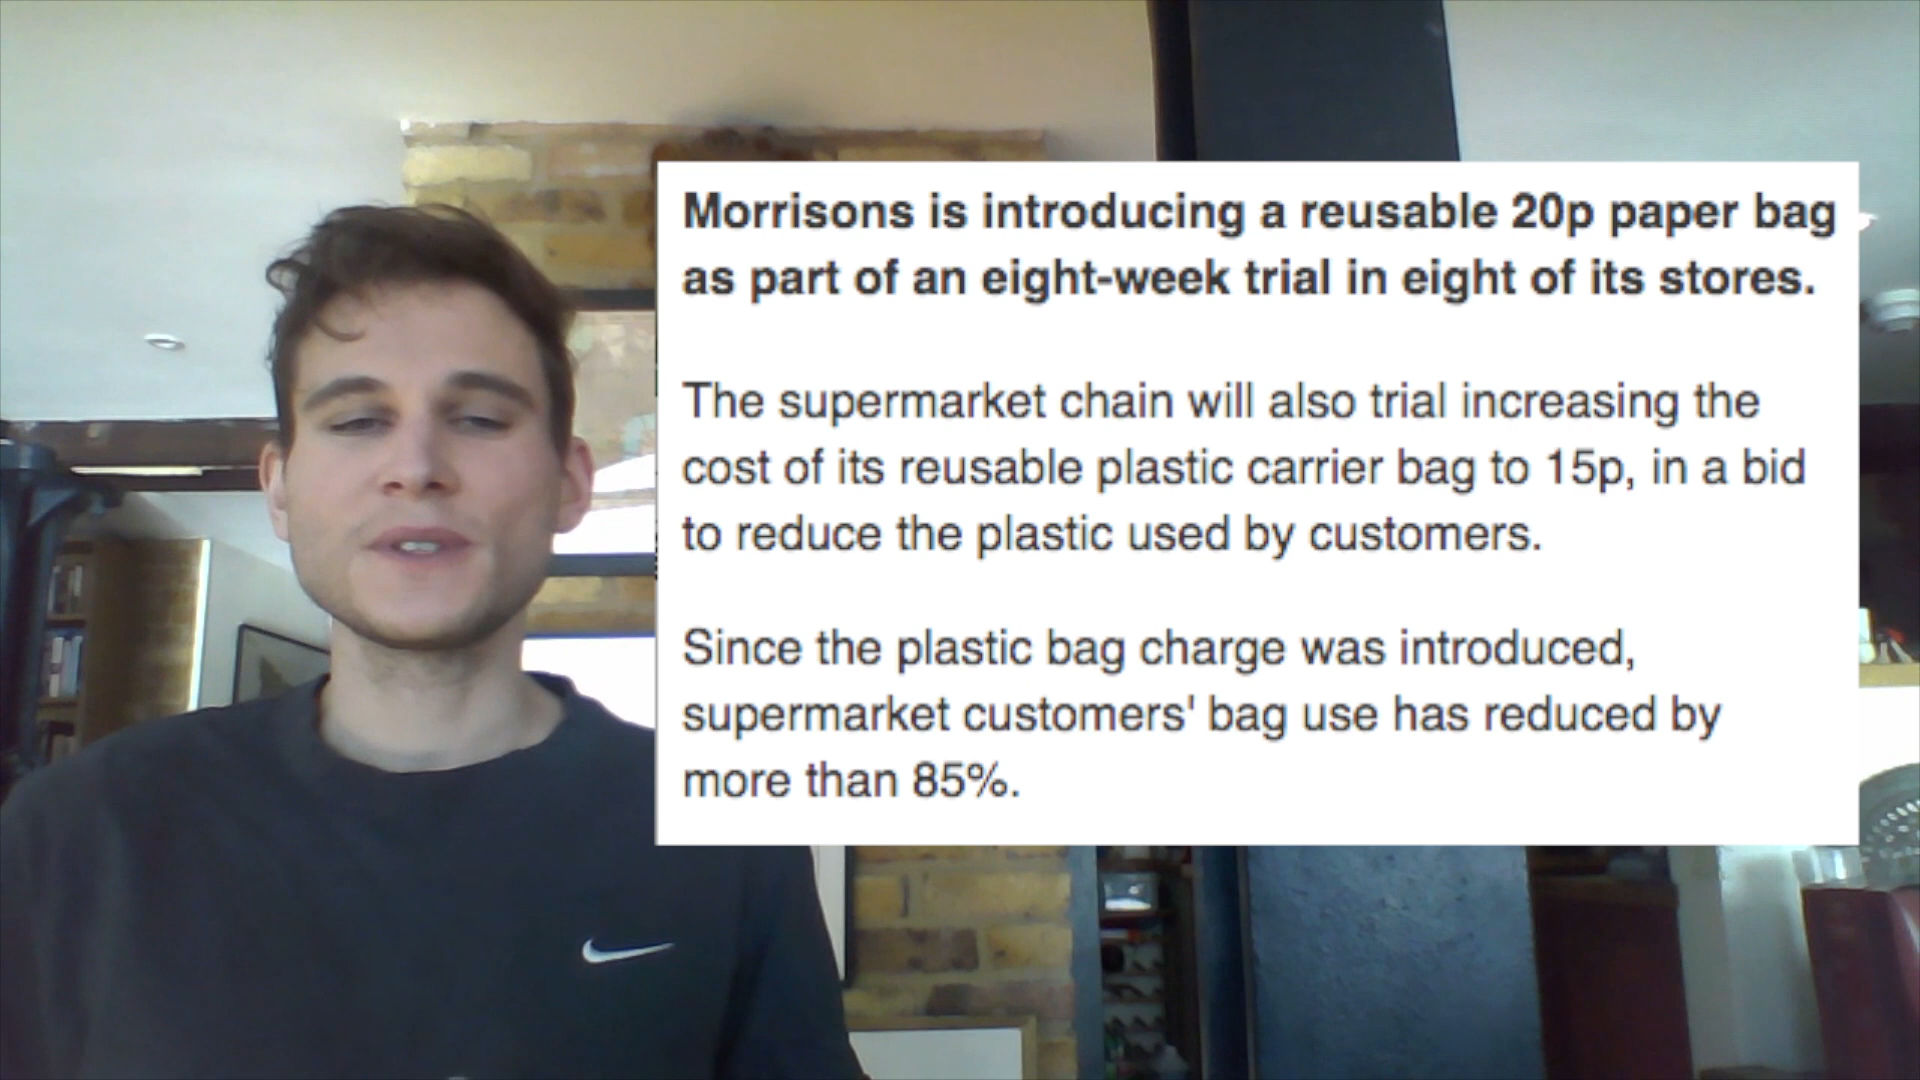 Morrisons is introducing a reusable 20p paper bag
as part of an eight-week trial in eight of its stores.
The supermarket chain will also trial increasing the
cost of its reusable plastic carrier bag to 15p, in a bid
to reduce the plastic used by customers.
Since the plastic bag charge was introduced,
supermarket customers' bag use has reduced by
more than 85%.